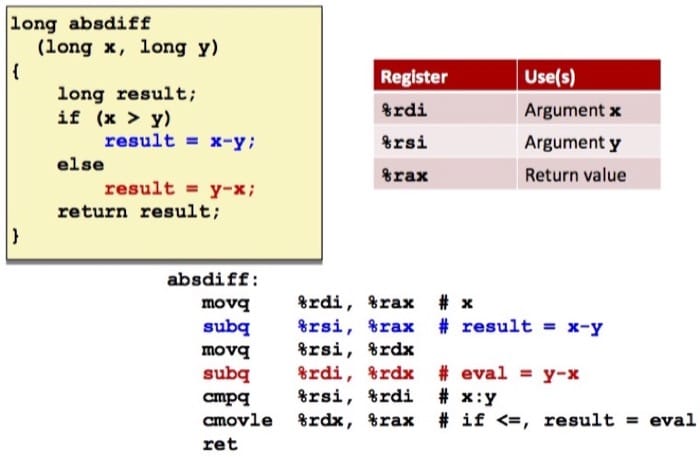 long absdiff
(long x, long y)
{
long result;
if (x > y)
result = x-y;
else
result = y-x;
return result;
}
Register Use(s)
%rdi Argument x
%rsi Argument y
%rax Return value
absdiff:
movq %rdi, %rax # x
subq %rsi, %rax # result = x-y
movq %rsi, %rdx
subq %rdi, %rdx # eval = y-x
cmpq %rsi, %rdi # x:y
cmovle %rdx, %rax # if <=, result = eval
ret